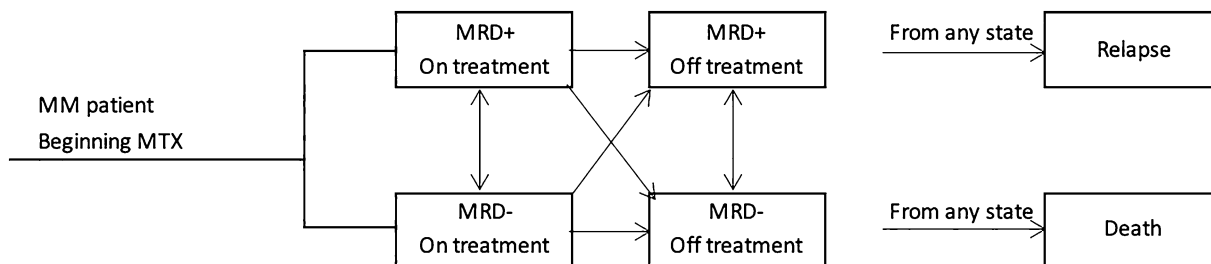 MM patient
Beginning MTX
MRD+
On treatment
MRD-
On treatment
MRD+
Off treatment
MRD-
Off treatment
From any state
Relapse
From any state
Death